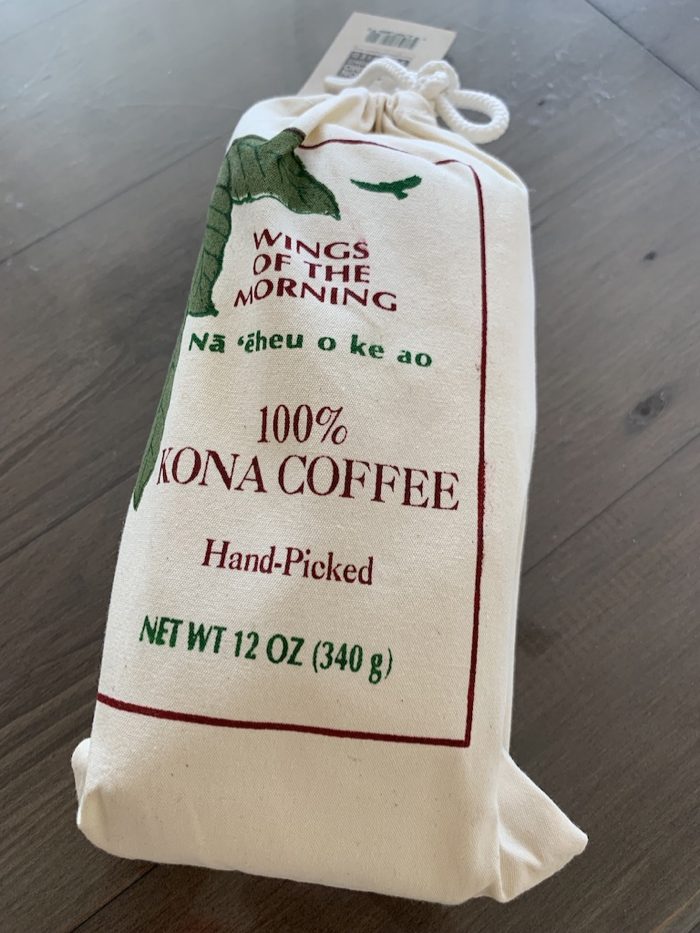 WINGS
OF THE
MORNING
Nā ʻēheu o ke ao
100%
KONA COFFEE
Hand-Picked
NET WT 12 OZ (340 g)